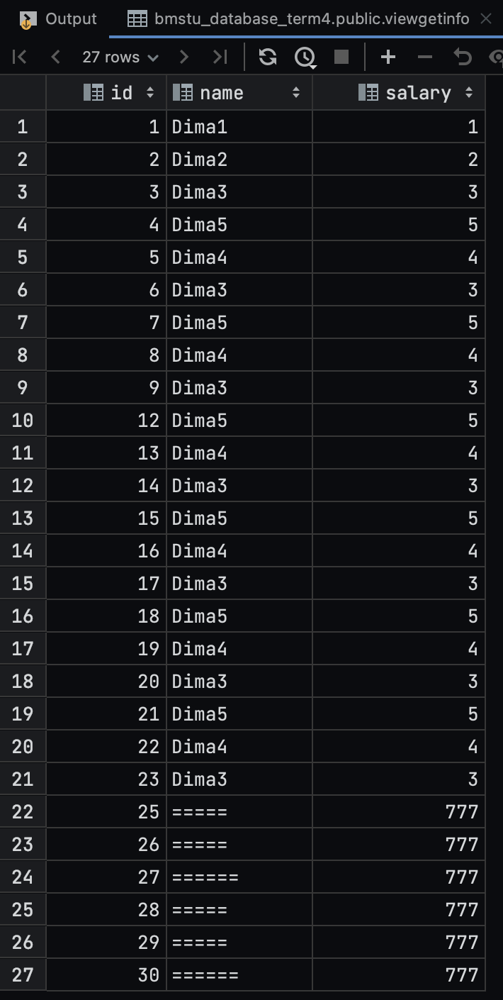 Output bmstu_database_term4.public.viewgetinfo
27 rows
id name salary
1 1 Dima1 1
2 2 Dima2 2
3 3 Dima3 3
4 4 Dima5 5
5 5 Dima4 4
6 6 Dima3 3
7 7 Dima5 5
8 8 Dima4 4
9 9 Dima3 3
10 12 Dima5 5
11 13 Dima4 4
12 14 Dima3 3
13 15 Dima5 5
14 16 Dima4 4
15 17 Dima3 3
16 18 Dima5 5
17 19 Dima4 4
18 20 Dima3 3
19 21 Dima5 5
20 22 Dima4 4
21 23 Dima3 3
22 25 ===== 777
23 26 ===== 777
24 27 ====== 777
25 28 ===== 777
26 29 ===== 777
27 30 ====== 777